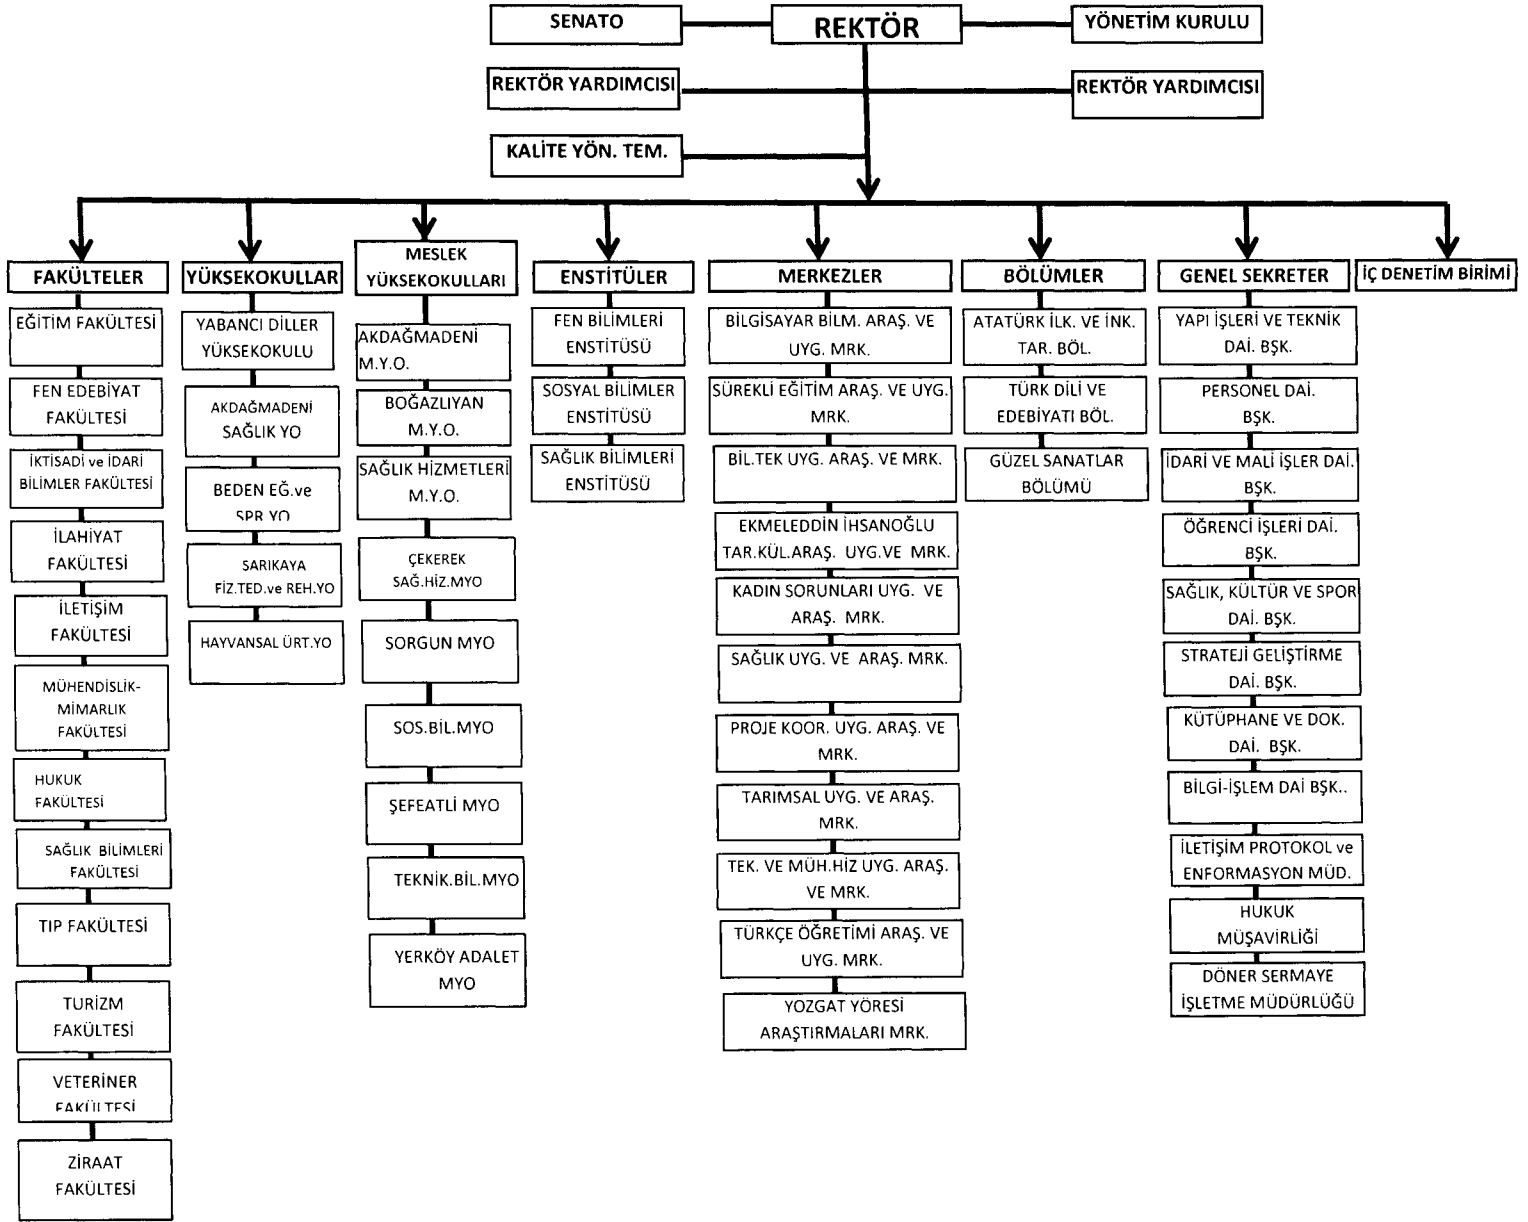 SENATO
REKTÖR
YÖNETİM KURULU
REKTÖR YARDIMCISI
REKTÖR YARDIMCISI
KALİTE YÖN. TEM.
FAKÜLTELER
EĞİTİM FAKÜLTESİ
FEN EDEBİYAT
FAKÜLTESİ
İKTİSADİ ve İDARİ
BİLİMLER FAKÜLTESİ
İLAHİYAT
FAKÜLTESİ
İLETİŞİM
FAKÜLTESİ
MÜHENDİSLİK-
MİMARLIK
FAKÜLTESİ
HUKUK
FAKÜLTESİ
SAĞLIK BİLİMLERİ
FAKÜLTESİ
TIP FAKÜLTESİ
TURİZM
FAKÜLTESİ
VETERİNER
FAKÜLTESİ
ZİRAAT
FAKÜLTESİ
YÜKSEKOKULLAR
YABANCI DİLLER
YÜKSEKOKULU
AKDAĞMADENİ
SAĞLIK YO
BEDEN EĞ.ve
SPR.YO
SARIKAYA
FİZ.TED.ve REH.YO
HAYVANSAL ÜRT.YO
MESLEK
YÜKSEKOKULLARI
AKDAĞMADENİ
M.Y.O.
BOĞAZLIYAN
M.Y.O.
SAĞLIK HİZMETLERİ
M.Y.O.
ÇEKEREK
SAĞ.HİZ.MYO
SORGUN MYO
SOS.BİL.MYO
ŞEFEATLİ MYO
TEKNİK.BİL.MYO
YERKÖY ADALET
MYO
ENSTİTÜLER
FEN BİLİMLERİ
ENSTİTÜSÜ
SOSYAL BİLİMLER
ENSTİTÜSÜ
SAĞLIK BİLİMLERİ
ENSTİTÜSÜ
MERKEZLER
BİLGİSAYAR BİLM. ARAŞ. VE
UYG. MRK.
SÜREKLİ EĞİTİM ARAŞ. VE UYG.
MRK.
BİL.TEK UYG. ARAŞ. VE MRK.
EKMELEDDİN İHSANOĞLU
TAR.KÜL.ARAŞ. UYG.VE MRK.
KADIN SORUNLARI UYG. VE
ARAŞ. MRK.
SAĞLIK UYG. VE ARAŞ. MRK.
PROJE KOOR. UYG. ARAŞ. VE
MRK.
TARIMSAL UYG. VE ARAŞ.
MRK.
TEK. VE MÜH.HİZ UYG. ARAŞ.
VE MRK.
TÜRKÇE ÖĞRETİMİ ARAŞ. VE
UYG. MRK.
YOZGAT YÖRESİ
ARAŞTIRMALARI MRK.
BÖLÜMLER
ATATÜRK İLK. VE İNK.
TAR. BÖL.
TÜRK DİLİ VE
EDEBİYATI BÖL.
GÜZEL SANATLAR
BÖLÜMÜ
GENEL SEKRETER
YAPI İŞLERİ VE TEKNİK
DAİ. BŞK.
PERSONEL DAİ.
BŞK.
İDARİ VE MALİ İŞLER DAİ.
BŞK.
ÖĞRENCİ İŞLERİ DAİ.
BŞK.
SAĞLIK, KÜLTÜR VE SPOR
DAİ. BŞK.
STRATEJİ GELİŞTİRME
DAİ. BŞK.
KÜTÜPHANE VE DOK.
DAİ. BŞK.
BİLGİ-İŞLEM DAİ BŞK..
İLETİŞİM PROTOKOL ve
ENFORMASYON MÜD.
HUKUK
MÜŞAVİRLİĞİ
DÖNER SERMAYE
İŞLETME MÜDÜRLÜĞÜ
İÇ DENETİM BİRİMİ